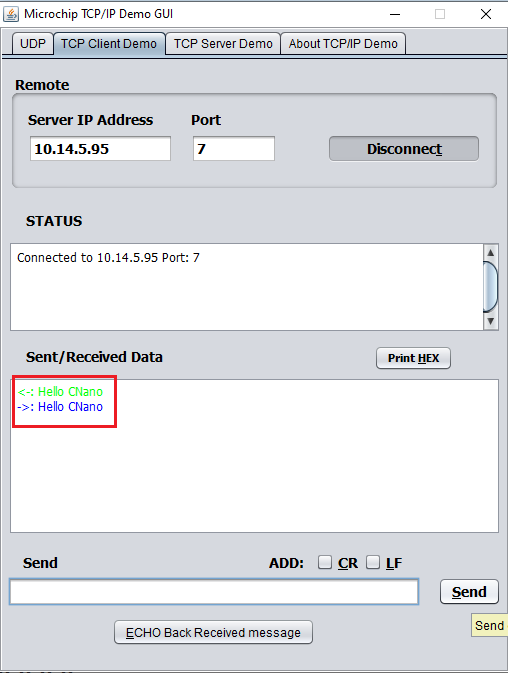 Microchip TCP/IP Demo GUI
UDP TCP Client Demo TCP Server Demo About TCP/IP Demo
Remote
Server IP Address Port
10.14.5.95 7 Disconnect
STATUS
Connected to 10.14.5.95 Port: 7
Sent/Received Data Print HEX
<-: Hello CNano
->: Hello CNano
Send ADD: CR LF
Send
Send
ECHO Back Received message